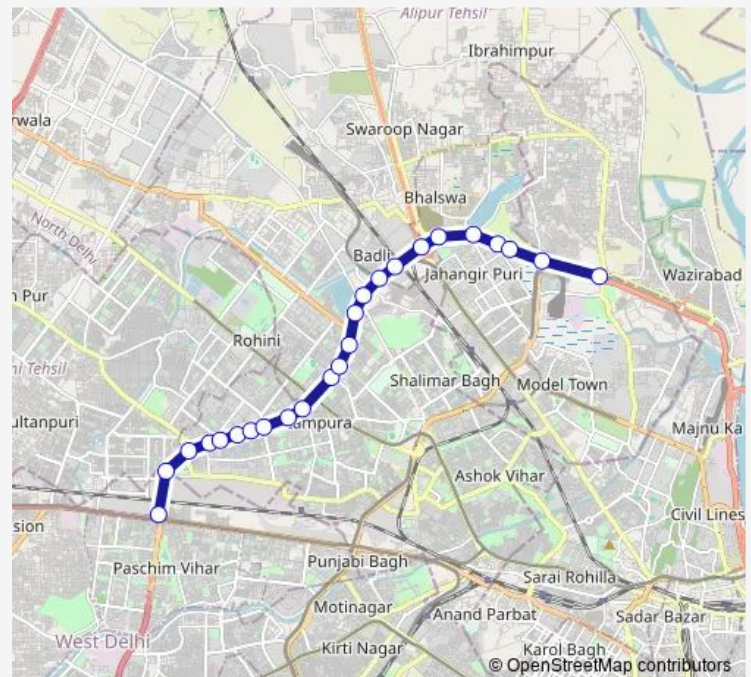 Alipur Tehsil
Ibrahimpur
rwala
Swaroop Nagar
Bhalswa
North Delhi
Badli
Jahangir Puri
Wazirabad
n Pur
Rohini
ni Tehsil
Shalimar Bagh
Model Town
ultanpuri
ampura
Majnu Ka
Ashok Vihar
Civil Lines
sion
Paschim Vihar
Punjabi Bagh
Sarai Rohilla
Motinagar
Anand Parbat
Sadar Bazar
West Delhi
Kirti Nagar
Karol Bagh
© OpenStreetMap contributors